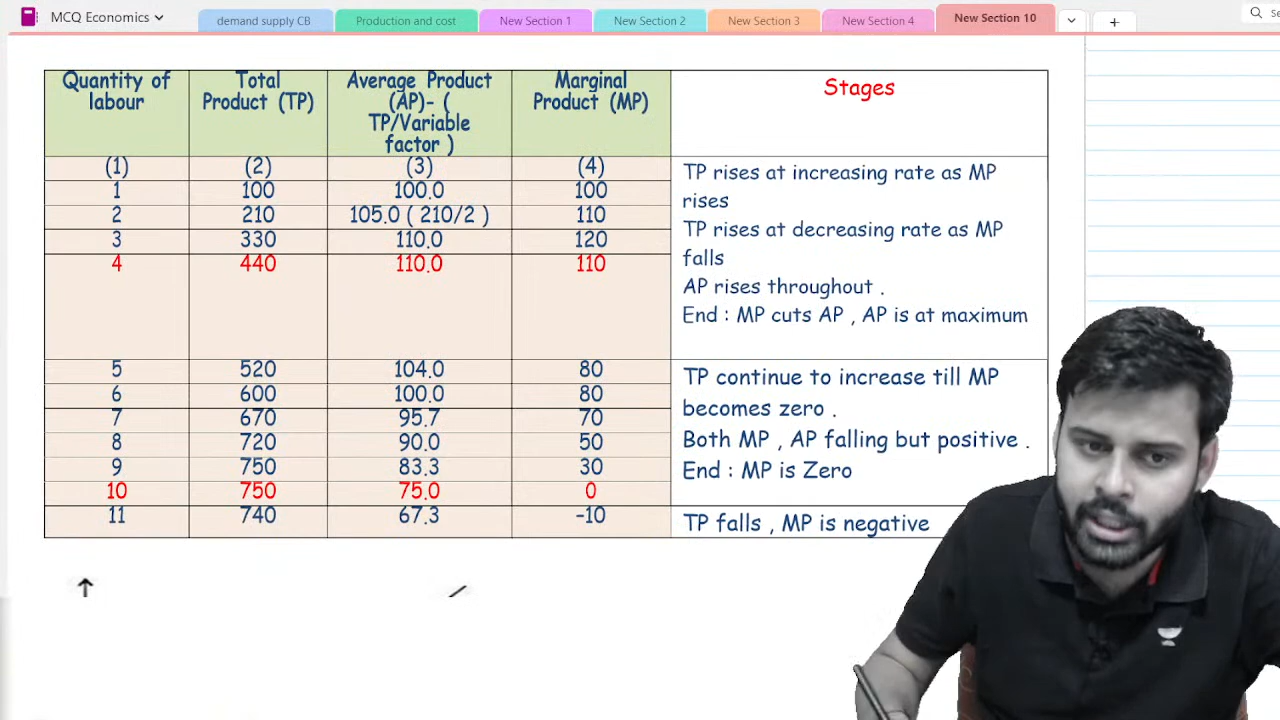 MCQ Economics
demand supply CB
Production and cost
New Section 1
New Section 2
New Section 3
New Section 4
New Section 10
+
Quantity of labour Total Product (TP) Average Product (AP)- ( TP/Variable factor ) Marginal Product (MP) Stages
(1) (2) (3) (4)
1 100 100.0 100
2 210 105.0 ( 210/2 ) 110
3 330 110.0 120
4 440 110.0 110
TP rises at increasing rate as MP
rises
TP rises at decreasing rate as MP
falls
AP rises throughout .
End : MP cuts AP , AP is at maximum
5 520 104.0 80
6 600 100.0 80
7 670 95.7 70
8 720 90.0 50
9 750 83.3 30
10 750 75.0 0
TP continue to increase till MP
becomes zero .
Both MP , AP falling but positive .
End : MP is Zero
11 740 67.3 -10 TP falls , MP is negative